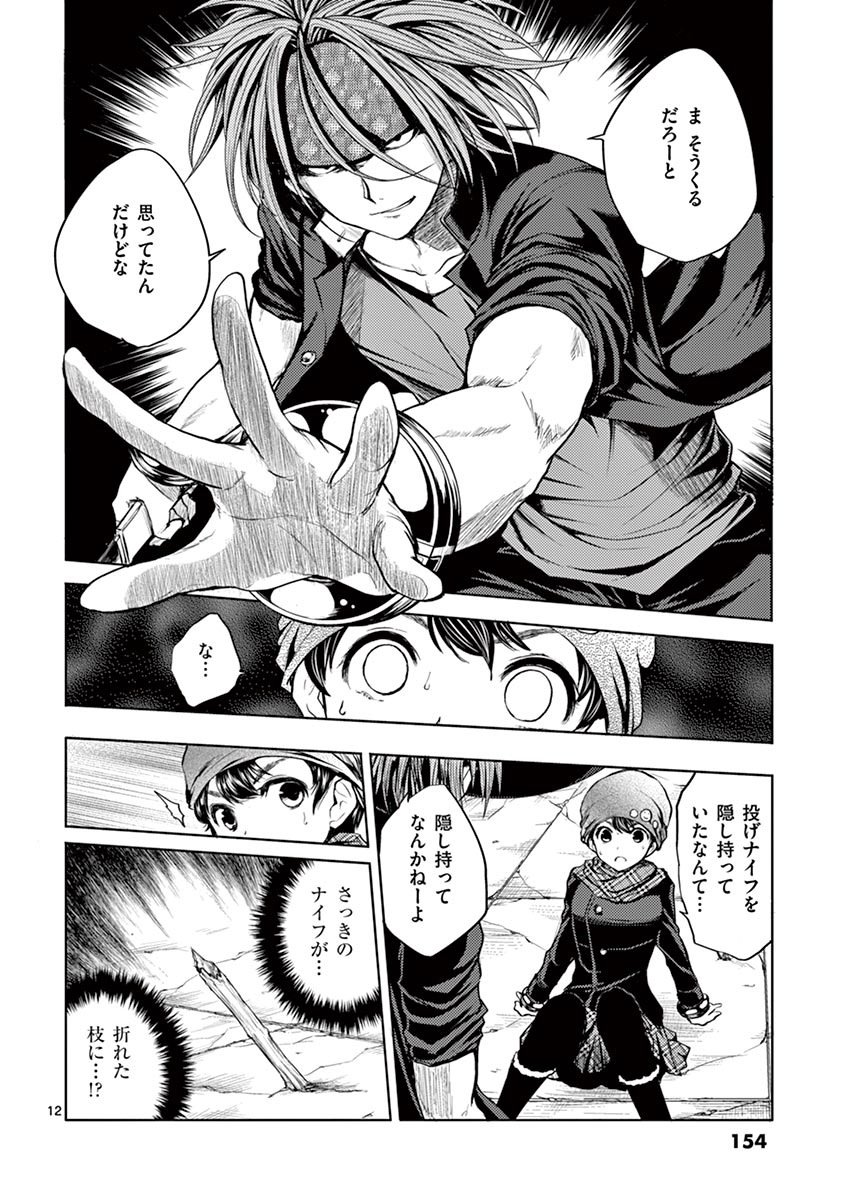 ま そうくる
だろーと
思ってたん
だけどな
な…
投げナイフを
隠し持って
いたなんて…
隠し持って
なんかねーよ
さっきの
ナイフが…
折れた
枝に…!?
12
154